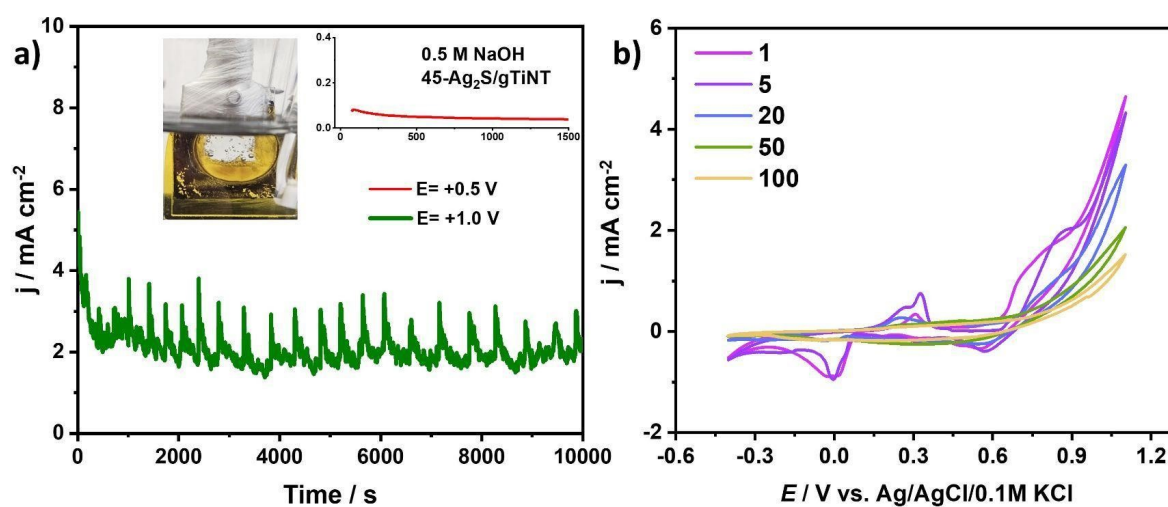 a)
10
8
6
4
2
0
j / mA cm⁻²
0 2000 4000 6000 8000 10000
Time / s
0.4
0.2
0.0
0 500 1000 1500
0.5 M NaOH
45-Ag₂S/gTiNT
E= +0.5 V
E= +1.0 V
b)
6
4
2
0
-2
j / mA cm⁻²
1
5
20
50
100
-0.6 -0.3 0.0 0.3 0.6 0.9 1.2
E / V vs. Ag/AgCl/0.1M KCl